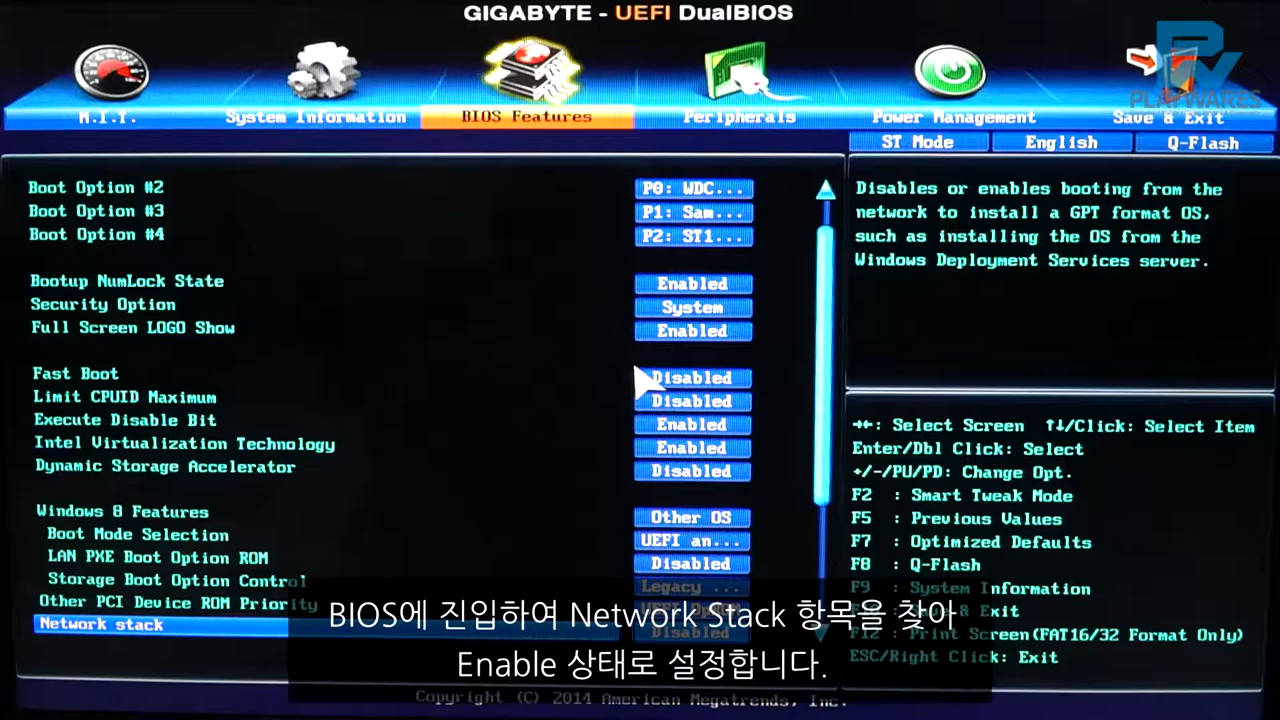 GIGABYTE - UEFI DualBIOS
PLAYWARES
M.I.T.
System Information
BIOS Features
Peripherals
Power Management
Save & Exit
ST Mode
English
Q-Flash
Boot Option #2 P0: WDC...
Boot Option #3 P1: Sam...
Boot Option #4 P2: ST1...
Bootup NumLock State Enabled
Security Option System
Full Screen LOGO Show Enabled
Fast Boot Disabled
Limit CPUID Maximum Disabled
Execute Disable Bit Enabled
Intel Virtualization Technology Enabled
Dynamic Storage Accelerator Disabled
Windows 8 Features Other OS
Boot Mode Selection UEFI an...
LAN PXE Boot Option ROM Disabled
Storage Boot Option Control Legacy ...
Other PCI Device ROM Priority
Network stack Disabled
Disables or enables booting from the
network to install a GPT format OS,
such as installing the OS from the
Windows Deployment Services server.
→←: Select Screen ↑↓/Click: Select Item
Enter/Dbl Click: Select
+/-/PU/PD: Change Opt.
F2 : Smart Tweak Mode
F5 : Previous Values
F7 : Optimized Defaults
F8 : Q-Flash
F9 : System Information
& Exit
F12 : Print Screen(FAT16/32 Format Only)
ESC/Right Click: Exit
BIOS에 진입하여 Network Stack 항목을 찾아
Enable 상태로 설정합니다.
Copyright (C) 2014 American Megatrends, Inc.